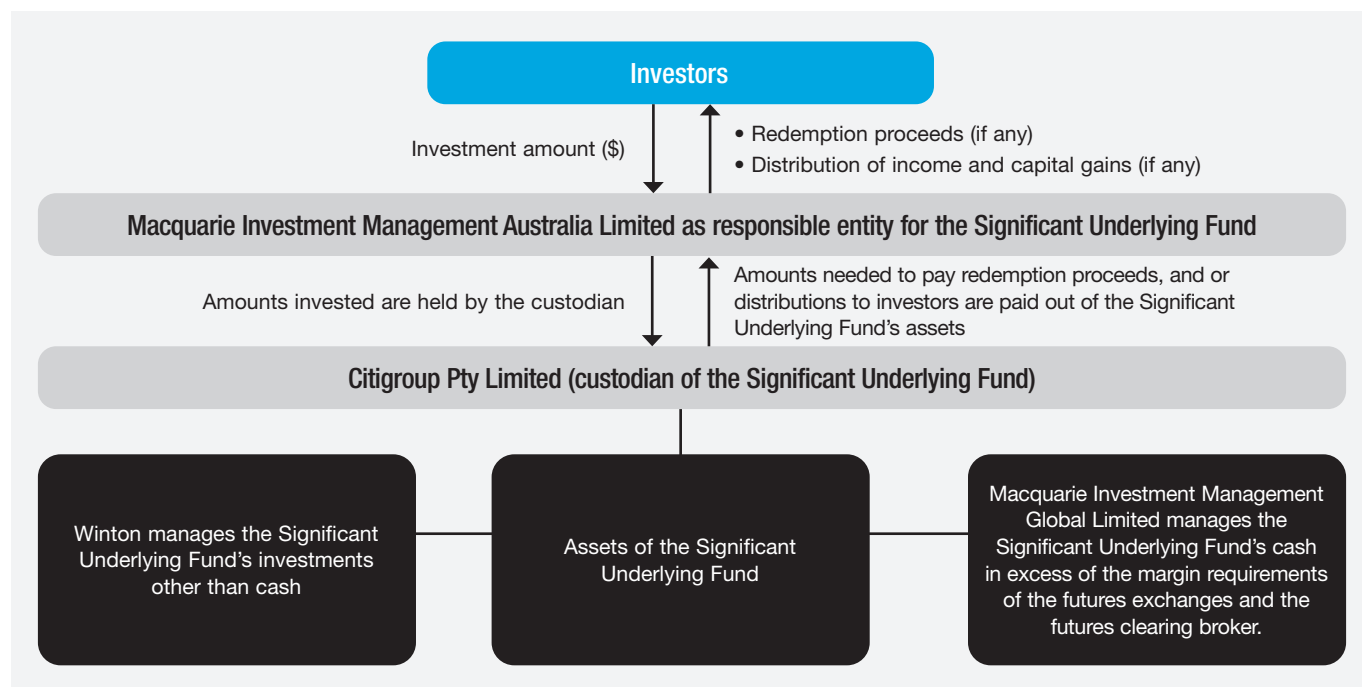 Investors
Investment amount ($)
• Redemption proceeds (if any)
• Distribution of income and capital gains (if any)
Macquarie Investment Management Australia Limited as responsible entity for the Significant Underlying Fund
Amounts invested are held by the custodian
Amounts needed to pay redemption proceeds, and or
distributions to investors are paid out of the Significant
Underlying Fund's assets
Citigroup Pty Limited (custodian of the Significant Underlying Fund)
Winton manages the Significant
Underlying Fund's investments
other than cash
Assets of the Significant
Underlying Fund
Macquarie Investment Management
Global Limited manages the
Significant Underlying Fund's cash
in excess of the margin requirements
of the futures exchanges and the
futures clearing broker.